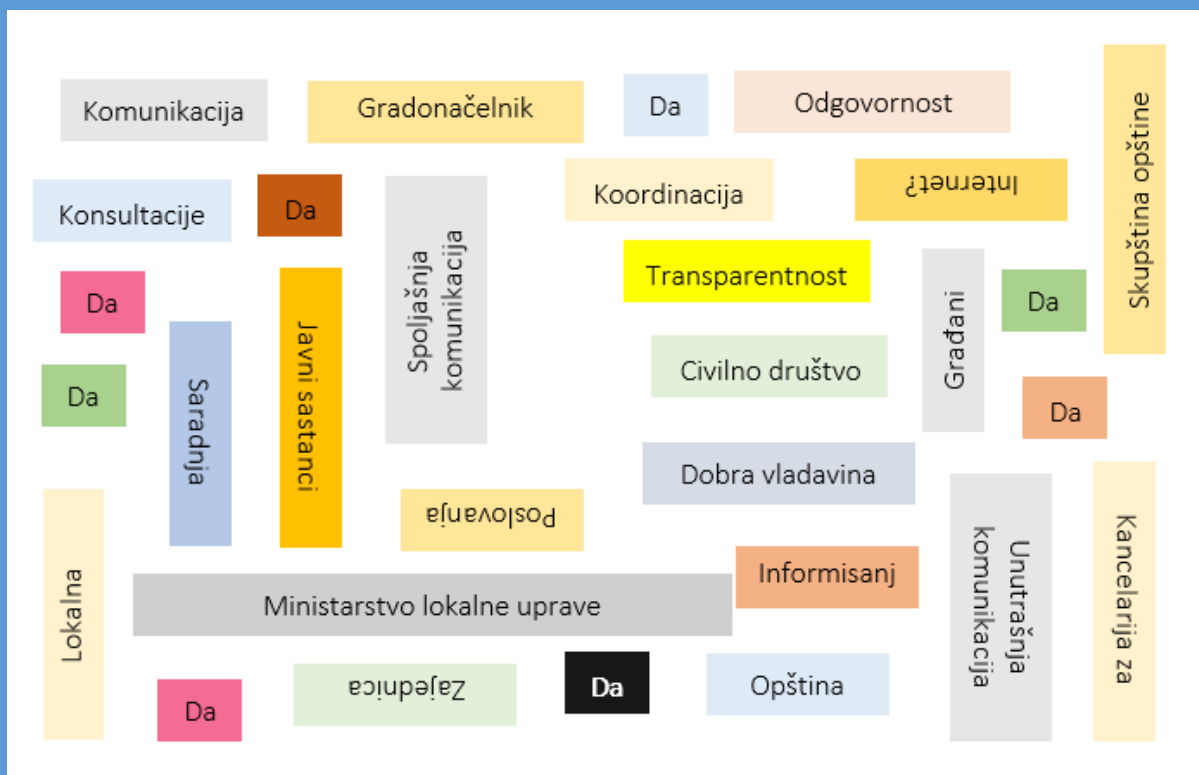 Komunikacija
Gradonačelnik
Da
Odgovornost
Skupština opštine
Konsultacije
Da
Spoljašnja
komunikacija
Koordinacija
Internet?
Da
Javni sastanci
Transparentnost
Građani
Da
Da
Saradnja
Civilno društvo
Da
Dobra vladavina
Lokalna
Poslovanja
Unutrašnja
komunikacija
Kancelarija za
Ministarstvo lokalne uprave
Informisanj
Da
Zajednica
Da
Opština